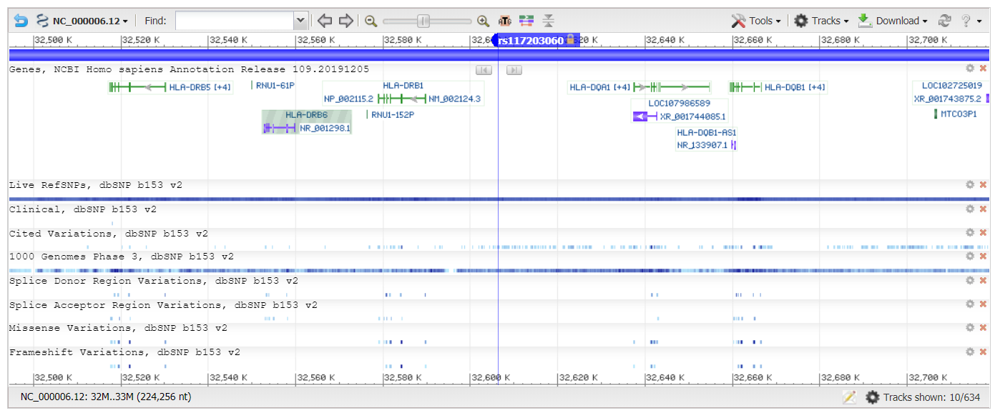 NC_000006.12 Find: ATG Tools Tracks Download ?
32,500 K 32,520 K 32,540 K 32,560 K 32,580 K 32,6 rs117203060 20 K 32,640 K 32,660 K 32,680 K 32,700 K
Genes, NCBI Homo sapiens Annotation Release 109.20191205
HLA-DRB5 [+4] RNU1-61P HLA-DRB1 HLA-DQA1 [+4] HLA-DQB1 [+4] LOC102725019
NP_002115.2 NM_002124.3 LOC107986589 XR_001743875.2
HLA-DRB6 RNU1-152P XR_001744085.1 MTCO3P1
NR_001298.1 HLA-DQB1-AS1
NR_133907.1
Live RefSNPs, dbSNP b153 v2
Clinical, dbSNP b153 v2
Cited Variations, dbSNP b153 v2
1000 Genomes Phase 3, dbSNP b153 v2
Splice Donor Region Variations, dbSNP b153 v2
Splice Acceptor Region Variations, dbSNP b153 v2
Missense Variations, dbSNP b153 v2
Frameshift Variations, dbSNP b153 v2
32,500 K 32,520 K 32,540 K 32,560 K 32,580 K 32,600 K 32,620 K 32,640 K 32,660 K 32,680 K 32,700 K
NC_000006.12: 32M..33M (224,256 nt) Tracks shown: 10/634